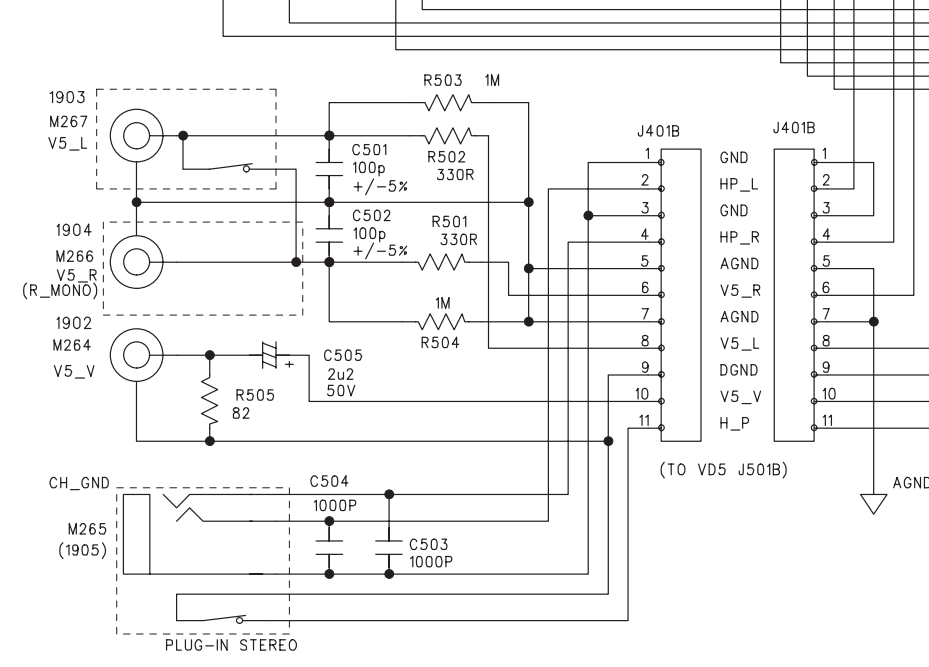 R503 1M
1903
M267
V5_L
R502
330R
C501
100p
+/-5%
C502
100p
+/-5%
R501
330R
1904
M266
V5_R
(R_MONO)
1M
R504
1902
M264
V5_V
C505
2u2
50V
+
R505
82
J401B
J401B
1 GND 1
2 HP_L 2
3 GND 3
4 HP_R 4
5 AGND 5
6 V5_R 6
7 AGND 7
8 V5_L 8
9 DGND 9
10 V5_V 10
11 H_P 11
(TO VD5 J501B)
AGND
CH_GND
C504
1000P
M265
(1905)
C503
1000P
PLUG-IN STEREO